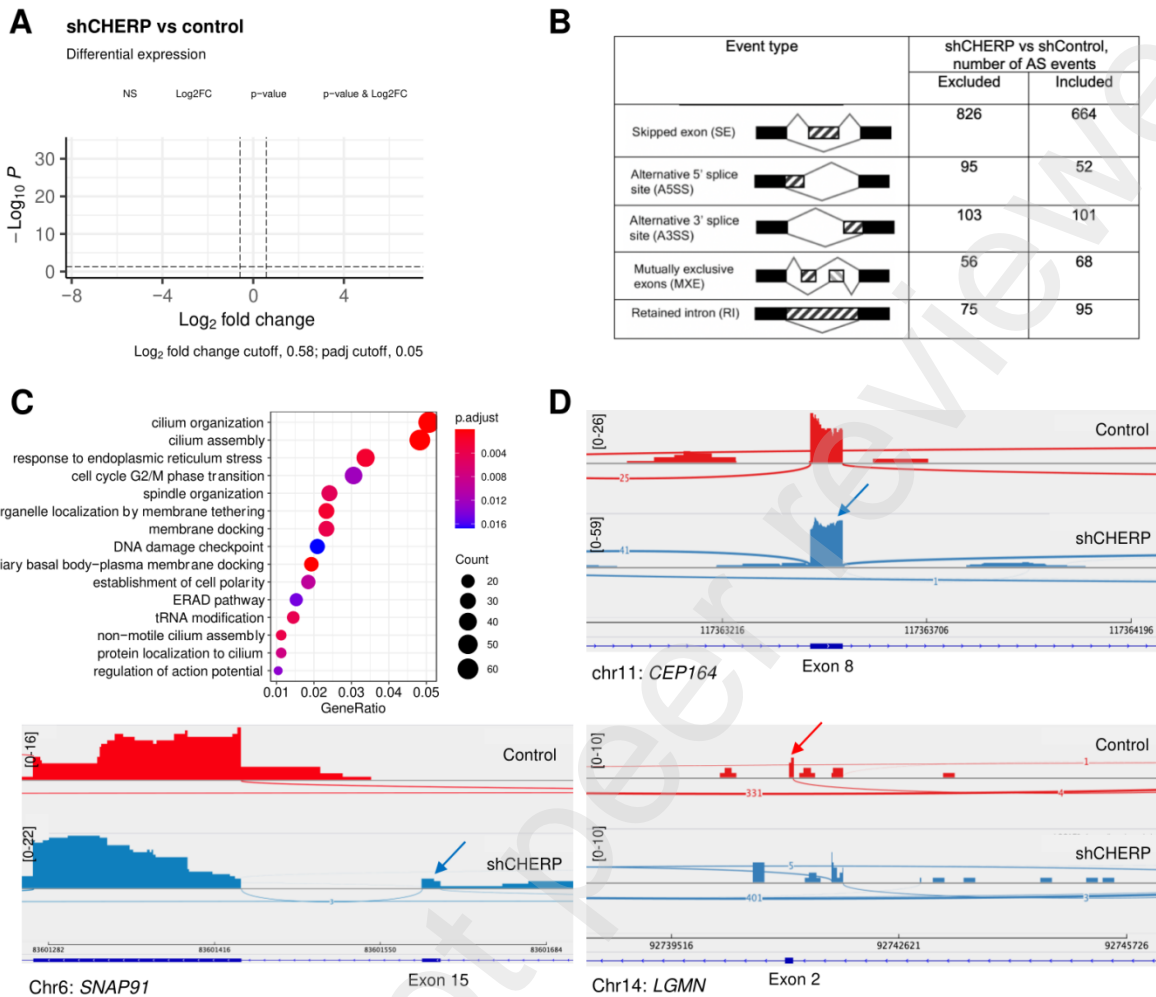 A
shCHERP vs control
Differential expression
NS Log2FC p-value p-value & Log2FC
30
20
10
0
-Log10 P
-8 -4 0 4
Log2 fold change
Log2 fold change cutoff, 0.58; padj cutoff, 0.05
B
Event type
shCHERP vs shControl,
number of AS events
Excluded Included
Skipped exon (SE) 826 664
Alternative 5' splice
site (A5SS) 95 52
Alternative 3' splice
site (A3SS) 103 101
Mutually exclusive
exons (MXE) 56 68
Retained intron (RI) 75 95
C
cilium organization
cilium assembly
response to endoplasmic reticulum stress
cell cycle G2/M phase transition
spindle organization
rganelle localization by membrane tethering
membrane docking
DNA damage checkpoint
iary basal body-plasma membrane docking
establishment of cell polarity
ERAD pathway
tRNA modification
non-motile cilium assembly
protein localization to cilium
regulation of action potential
0.01 0.02 0.03 0.04 0.05
GeneRatio
p.adjust
0.004
0.008
0.012
0.016
Count
20
30
40
50
60
D
[0-26]
Control
25
[0-59]
shCHERP
41
1
117363216 117363706 117364196
Exon 8
chr11: CEP164
[0-16]
Control
[0-22]
shCHERP
83601282 83601416 83601550 83601684
Exon 15
Chr6: SNAP91
[0-10]
Control
1
331
4
[0-10]
shCHERP
5
401
3
92739516 92742621 92745726
Exon 2
Chr14: LGMN
ot peer reviewe